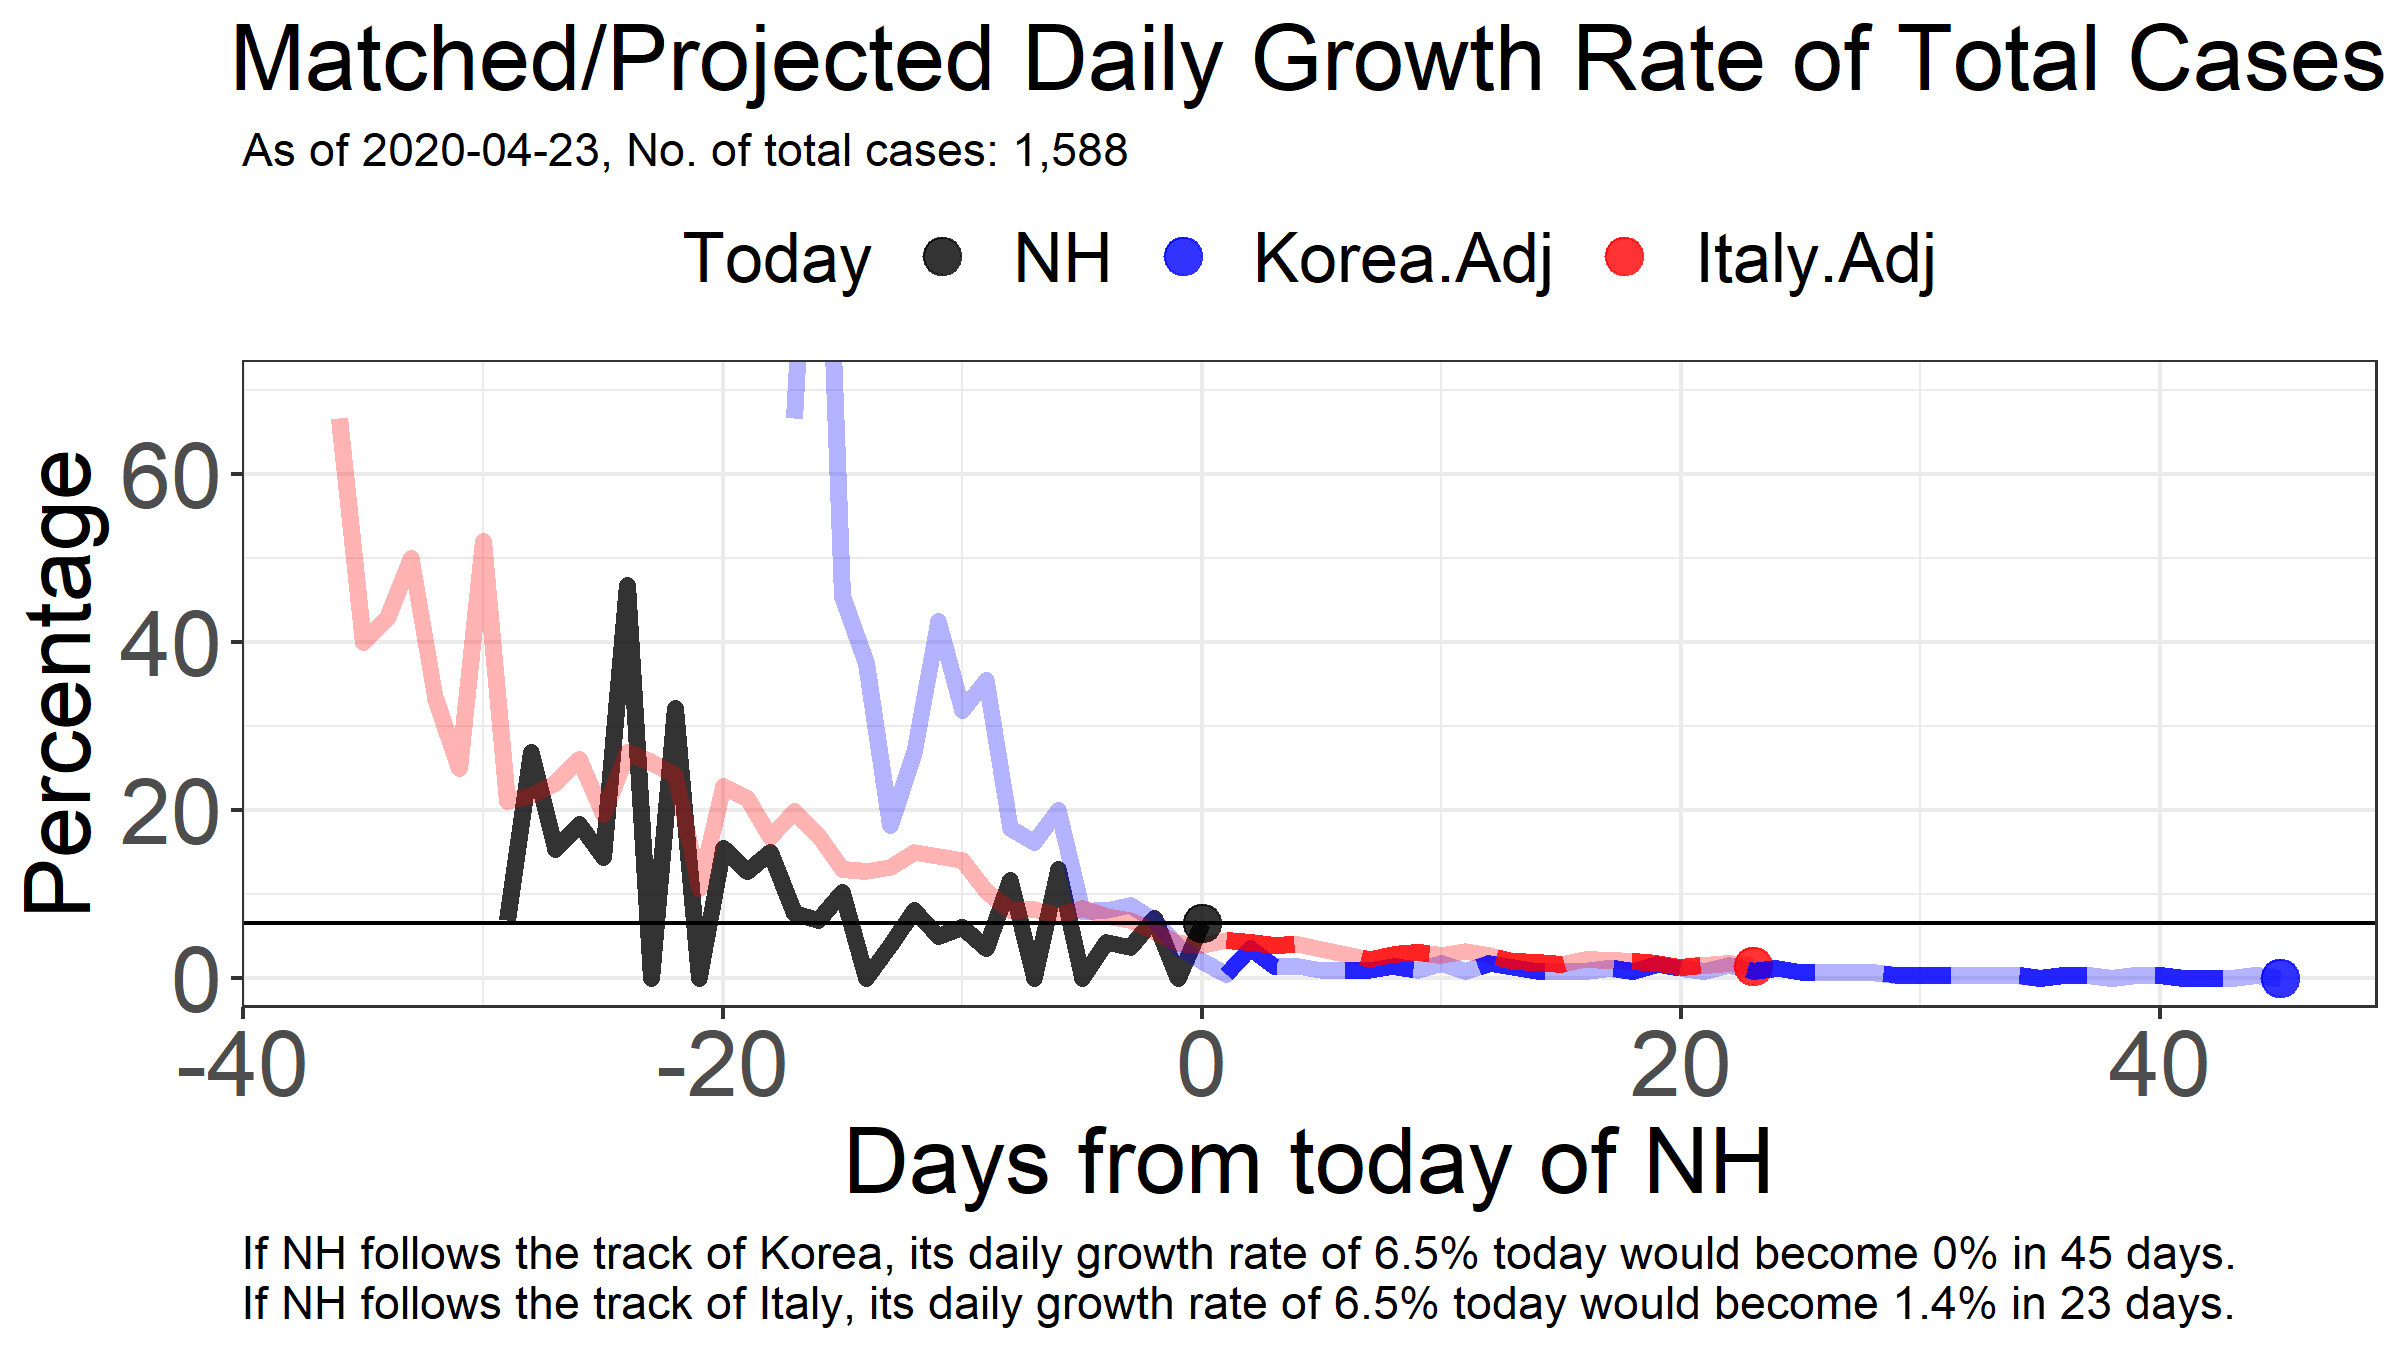 Matched/Projected Daily Growth Rate of Total Cases
As of 2020-04-23, No. of total cases: 1,588
Today NH Korea.Adj Italy.Adj
Percentage
60
40
20
0
-40 -20 0 20 40
Days from today of NH
If NH follows the track of Korea, its daily growth rate of 6.5% today would become 0% in 45 days.
If NH follows the track of Italy, its daily growth rate of 6.5% today would become 1.4% in 23 days.